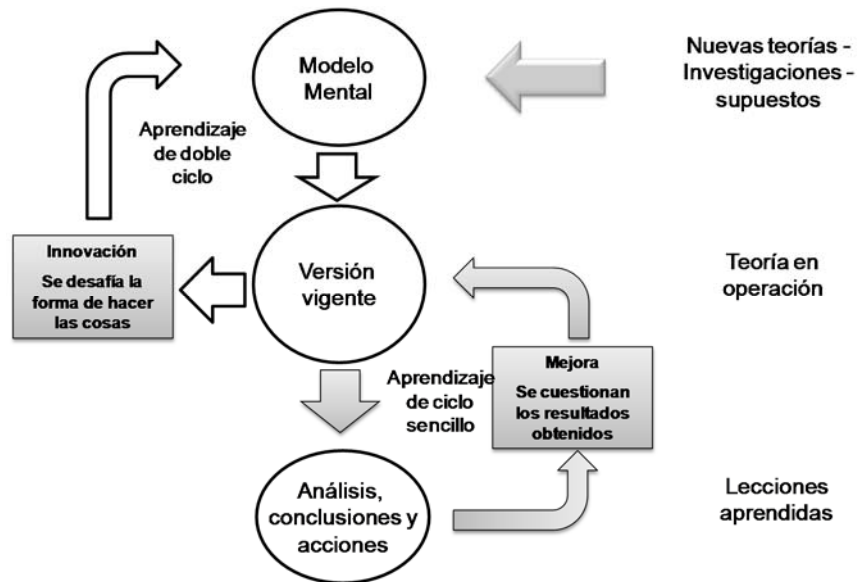 Modelo
Mental
Nuevas teorías -
Investigaciones -
supuestos
Aprendizaje
de doble
ciclo
Innovación
Se desafía la
forma de hacer
las cosas
Versión
vigente
Teoría en
operación
Aprendizaje
de ciclo
sencillo
Mejora
Se cuestionan
los resultados
obtenidos
Análisis,
conclusiones y
acciones
Lecciones
aprendidas